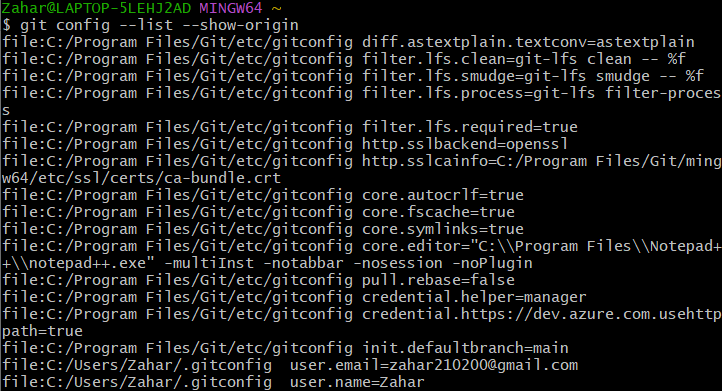 Zahar@LAPTOP-5LEHJ2AD MINGW64 ~
$ git config --list --show-origin
file:C:/Program Files/Git/etc/gitconfig diff.astextplain.textconv=astextplain
file:C:/Program Files/Git/etc/gitconfig filter.lfs.clean=git-lfs clean -- %f
file:C:/Program Files/Git/etc/gitconfig filter.lfs.smudge=git-lfs smudge -- %f
file:C:/Program Files/Git/etc/gitconfig filter.lfs.process=git-lfs filter-proces
s
file:C:/Program Files/Git/etc/gitconfig filter.lfs.required=true
file:C:/Program Files/Git/etc/gitconfig http.sslbackend=openssl
file:C:/Program Files/Git/etc/gitconfig http.sslcainfo=C:/Program Files/Git/ming
w64/etc/ssl/certs/ca-bundle.crt
file:C:/Program Files/Git/etc/gitconfig core.autocrlf=true
file:C:/Program Files/Git/etc/gitconfig core.fscache=true
file:C:/Program Files/Git/etc/gitconfig core.symlinks=true
file:C:/Program Files/Git/etc/gitconfig core.editor="C:\\Program Files\\Notepad+
+\\notepad++.exe" -multiInst -notabbar -nosession -noPlugin
file:C:/Program Files/Git/etc/gitconfig pull.rebase=false
file:C:/Program Files/Git/etc/gitconfig credential.helper=manager
file:C:/Program Files/Git/etc/gitconfig credential.https://dev.azure.com.usehttp
path=true
file:C:/Program Files/Git/etc/gitconfig init.defaultbranch=main
file:C:/Users/Zahar/.gitconfig  user.email=zahar210200@gmail.com
file:C:/Users/Zahar/.gitconfig  user.name=Zahar